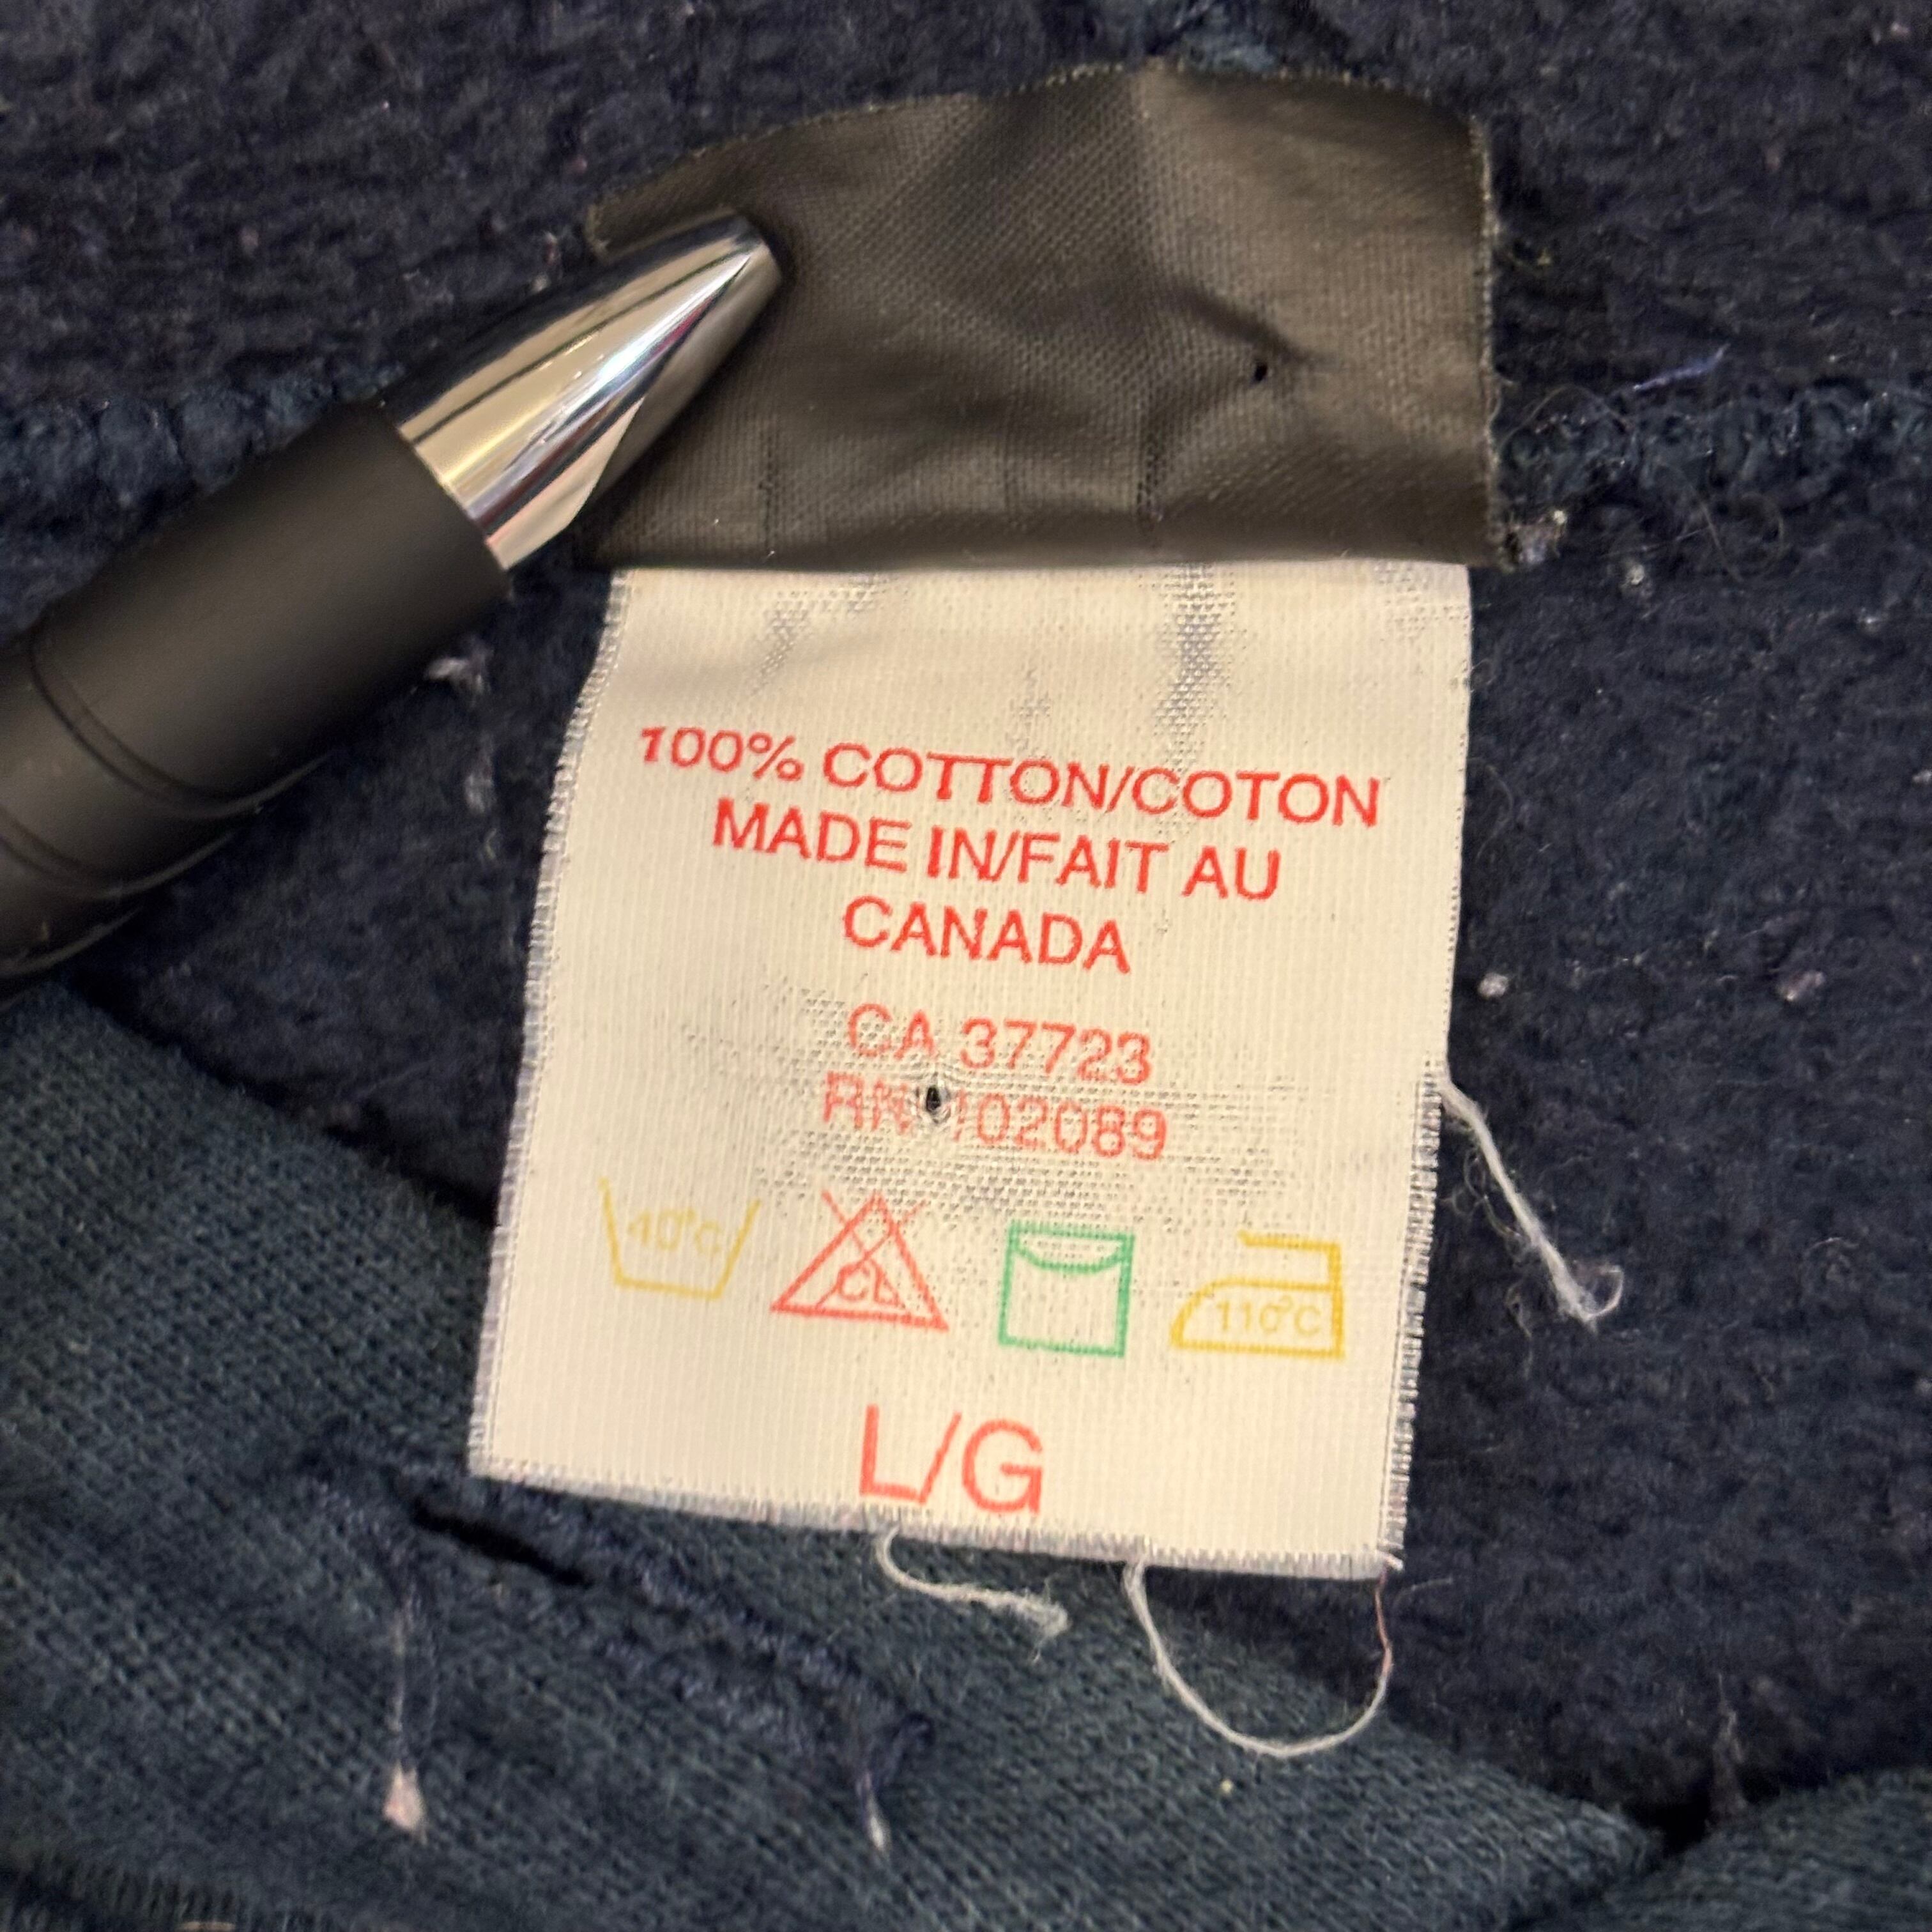 100% COTTON/COTON
MADE IN/FAIT AU
CANADA
CA 37723
RN 102089
40°C CL 110°C
L/G